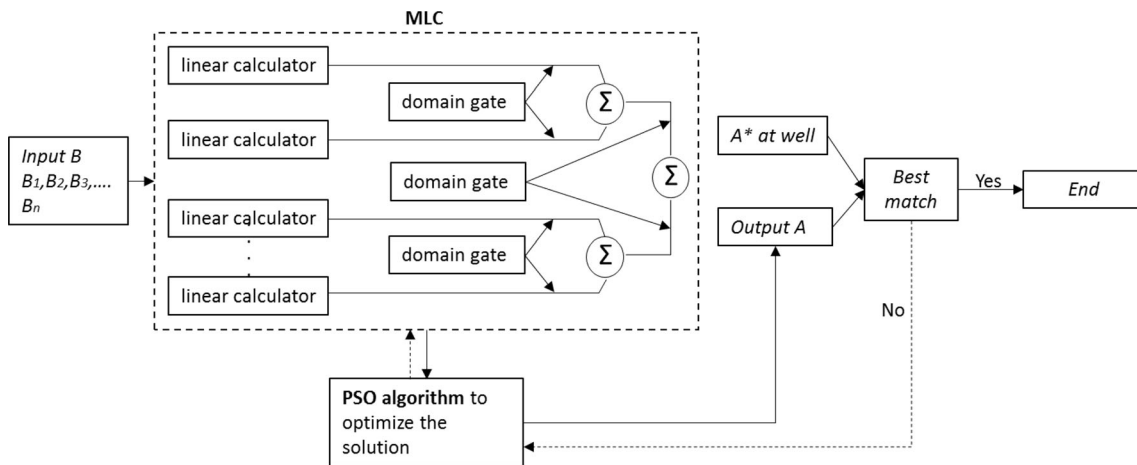 MLC
linear calculator
domain gate
Σ
linear calculator
Input B
B1,B2,B3,....
Bn
domain gate
Σ
linear calculator
domain gate
Σ
linear calculator
A* at well
Best
match
Yes
End
Output A
No
PSO algorithm to
optimize the
solution